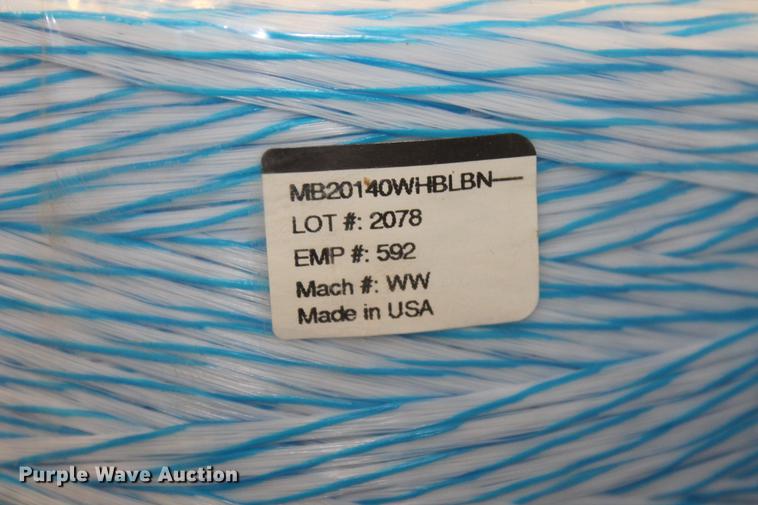 MB20140WHBLBN
LOT #: 2078
EMP #: 592
Mach #: WW
Made in USA
Purple Wave Auction